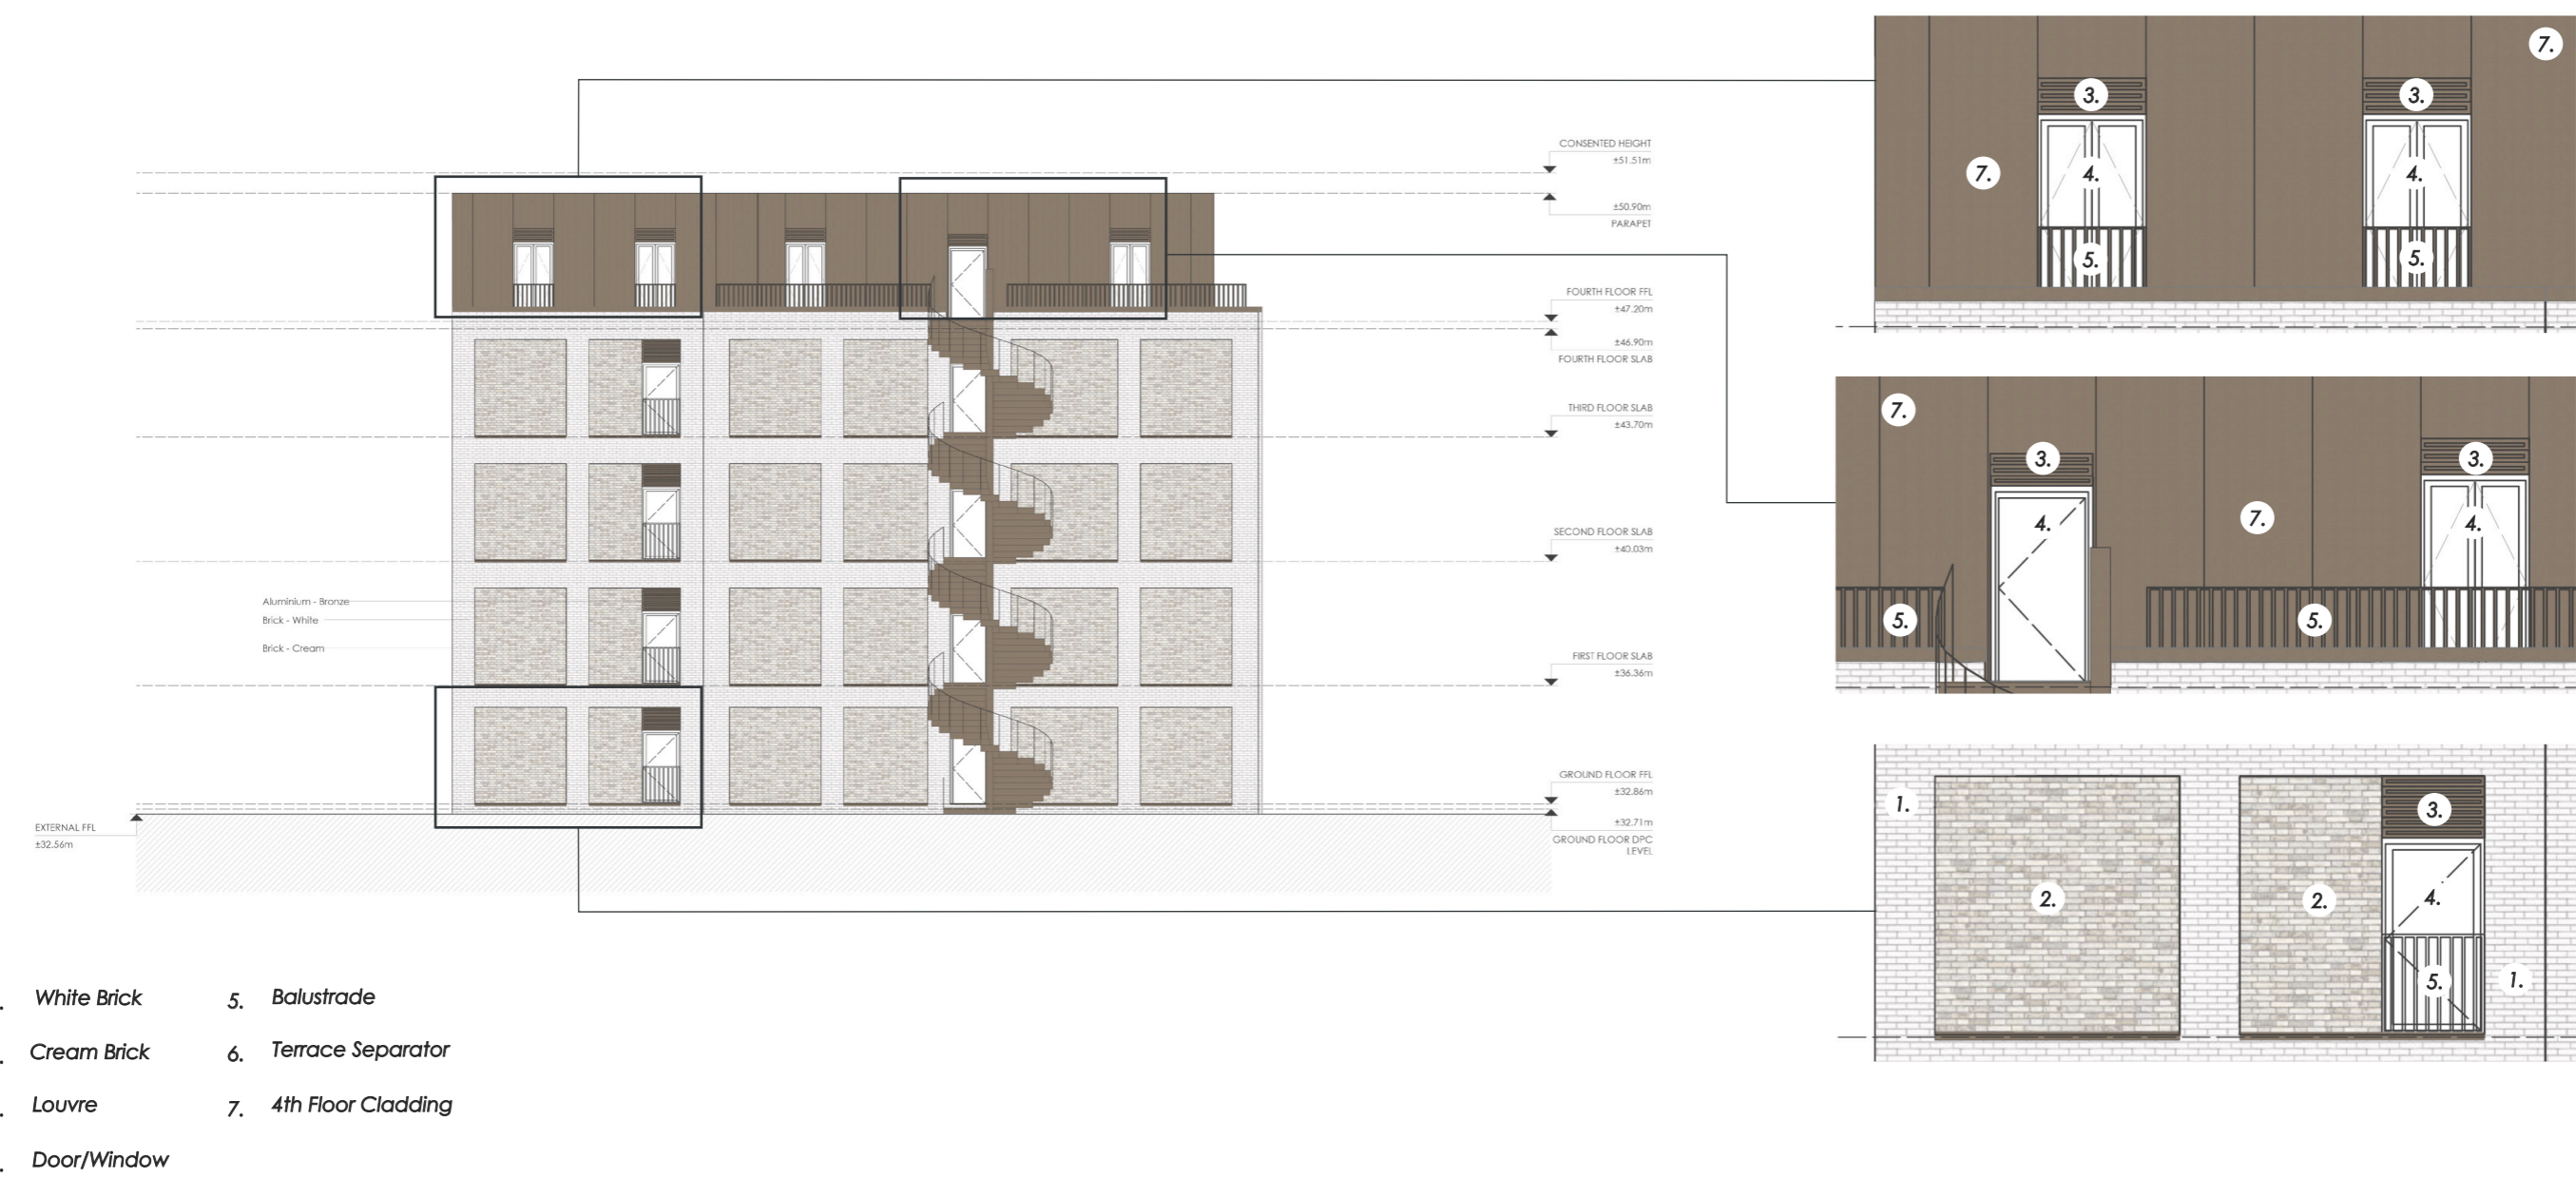 CONSENTED HEIGHT
±51.51m
±50.90m
PARAPET
FOURTH FLOOR FFL
±47.20m
±46.90m
FOURTH FLOOR SLAB
THIRD FLOOR SLAB
±43.70m
SECOND FLOOR SLAB
±40.03m
Aluminium - Bronze
Brick - White
Brick - Cream
FIRST FLOOR SLAB
±36.36m
GROUND FLOOR FFL
±32.86m
±32.71m
GROUND FLOOR DPC
LEVEL
EXTERNAL FFL
±32.56m
7.
3.
3.
7.
4.
4.
5.
5.
7.
3.
3.
4.
7.
4.
5.
5.
1.
3.
2.
2.
4.
5.
1.
. White Brick
. Cream Brick
. Louvre
. Door/Window
5. Balustrade
6. Terrace Separator
7. 4th Floor Cladding